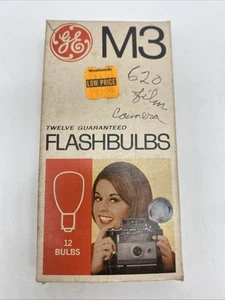 GE M3
LOW PRICE
620
film
camera
TWELVE GUARANTEED
FLASHBULBS
12
BULBS